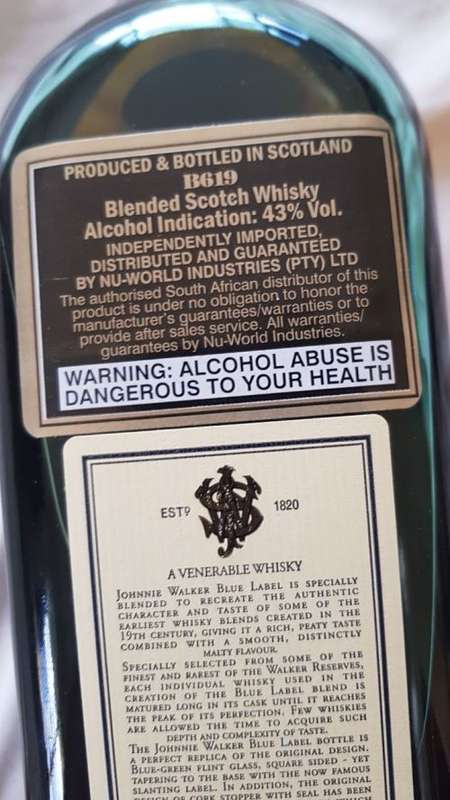 PRODUCED & BOTTLED IN SCOTLAND
B619
Blended Scotch Whisky
Alcohol Indication: 43% Vol.
INDEPENDENTLY IMPORTED,
DISTRIBUTED AND GUARANTEED
BY NU-WORLD INDUSTRIES (PTY) LTD
The authorised South African distributor of this
product is under no obligation to honor the
manufacturer's guarantees/warranties or to
provide after sales service. All warranties/
guarantees by Nu-World Industries.
WARNING: ALCOHOL ABUSE IS
DANGEROUS TO YOUR HEALTH
ESTD 1820
A VENERABLE WHISKY
JOHNNIE WALKER BLUE LABEL IS SPECIALLY
BLENDED TO RECREATE THE AUTHENTIC
CHARACTER AND TASTE OF SOME OF THE
EARLIEST WHISKY BLENDS CREATED IN THE
19TH CENTURY, GIVING IT A RICH, PEATY TASTE
COMBINED WITH A SMOOTH, DISTINCTLY
MALTY FLAVOUR.
SPECIALLY SELECTED FROM SOME OF THE
FINEST AND RAREST OF THE WALKER RESERVES,
EACH INDIVIDUAL WHISKY USED IN THE
CREATION OF THE BLUE LABEL BLEND IS
MATURED LONG IN ITS CASK UNTIL IT REACHES
THE PEAK OF ITS PERFECTION. FEW WHISKIES
ARE ALLOWED THE TIME TO ACQUIRE SUCH
DEPTH AND COMPLEXITY OF TASTE.
THE JOHNNIE WALKER BLUE LABEL BOTTLE IS
A PERFECT REPLICA OF THE ORIGINAL DESIGN.
BLUE-GREEN FLINT GLASS, SQUARE SIDED - YET
TAPERING TO THE BASE WITH THE NOW FAMOUS
SLANTING LABEL. IN ADDITION, THE ORIGINAL
DESIGN OF CORK STOPPER WITH SEAL HAS BEEN